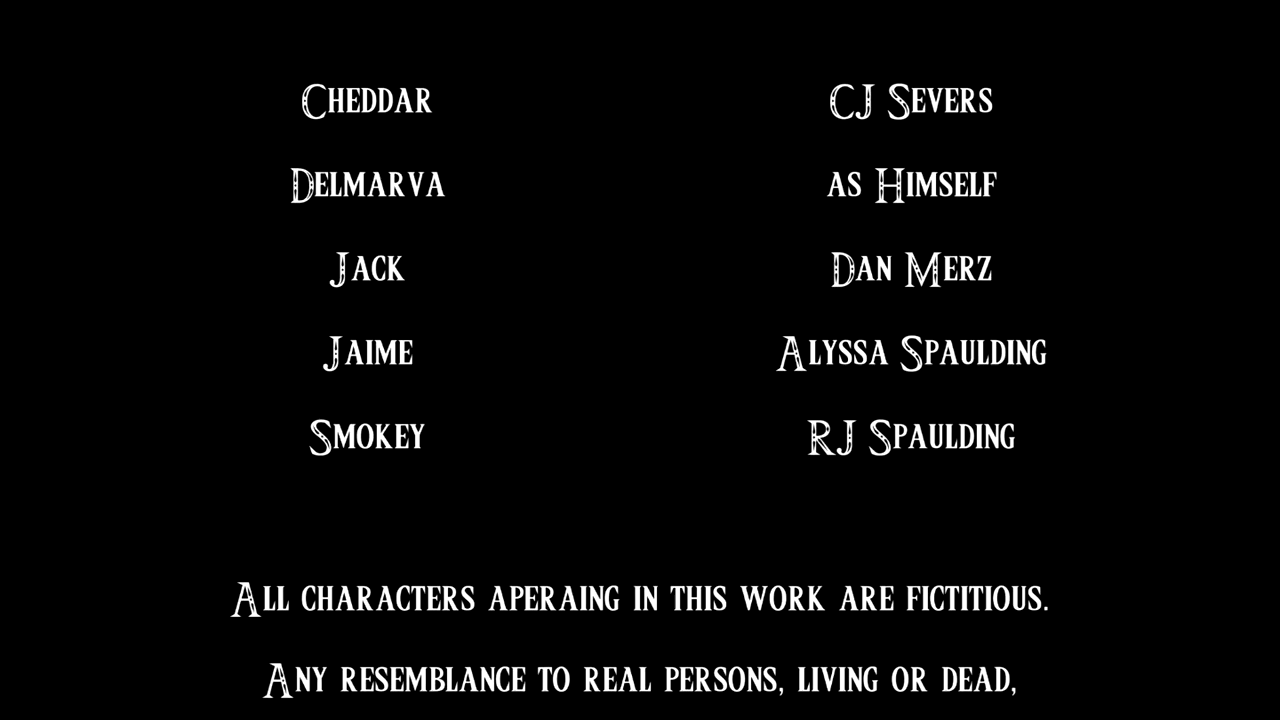 Cheddar CJ Severs
Delmarva as Himself
Jack Dan Merz
Jaime Alyssa Spaulding
Smokey RJ Spaulding
All characters aperaing in this work are fictitious.
Any resemblance to real persons, living or dead,